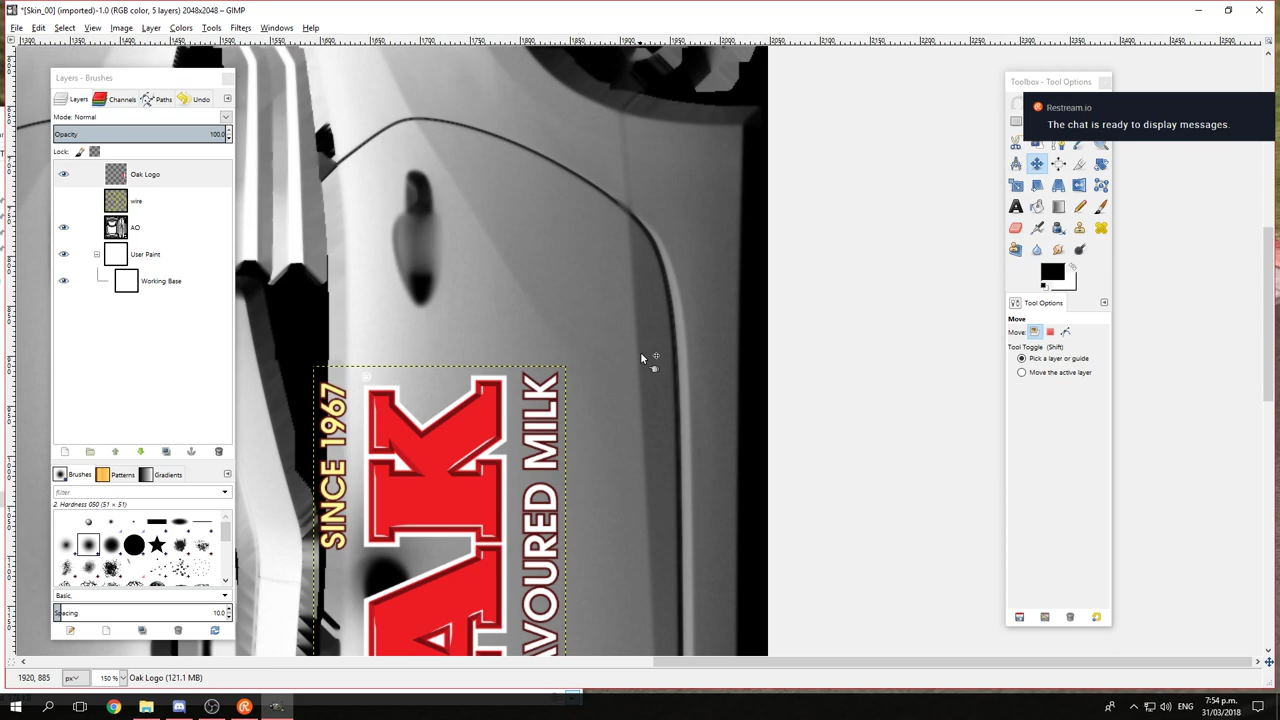 *[Skin_00] (imported)-1.0 (RGB color, 5 layers) 2048x2048 – GIMP
File Edit Select View Image Layer Colors Tools Filters Windows Help
Layers - Brushes
Layers Channels Paths Undo
Mode: Normal
Opacity 100.0
Lock:
Oak Logo
wire
AO
User Paint
Working Base
Brushes Patterns Gradients
filter
2. Hardness 050 (51 × 51)
Basic,
Spacing 10.0
SINCE 1967
AK
AVOURED MILK
Toolbox - Tool Options
Restream.io
The chat is ready to display messages.
Tool Options
Move
Move:
Tool Toggle (Shift)
Pick a layer or guide
Move the active layer
1920, 885 px 150 % Oak Logo (121.1 MB)
ENG
7:54 p.m.
31/03/2018